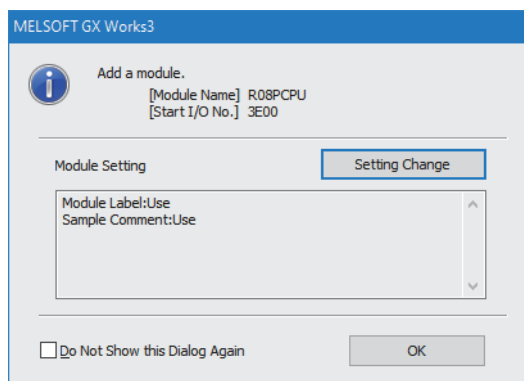 MELSOFT GX Works3
Add a module.
[Module Name] R08PCPU
[Start I/O No.] 3E00
Module Setting
Setting Change
Module Label:Use
Sample Comment:Use
Do Not Show this Dialog Again
OK